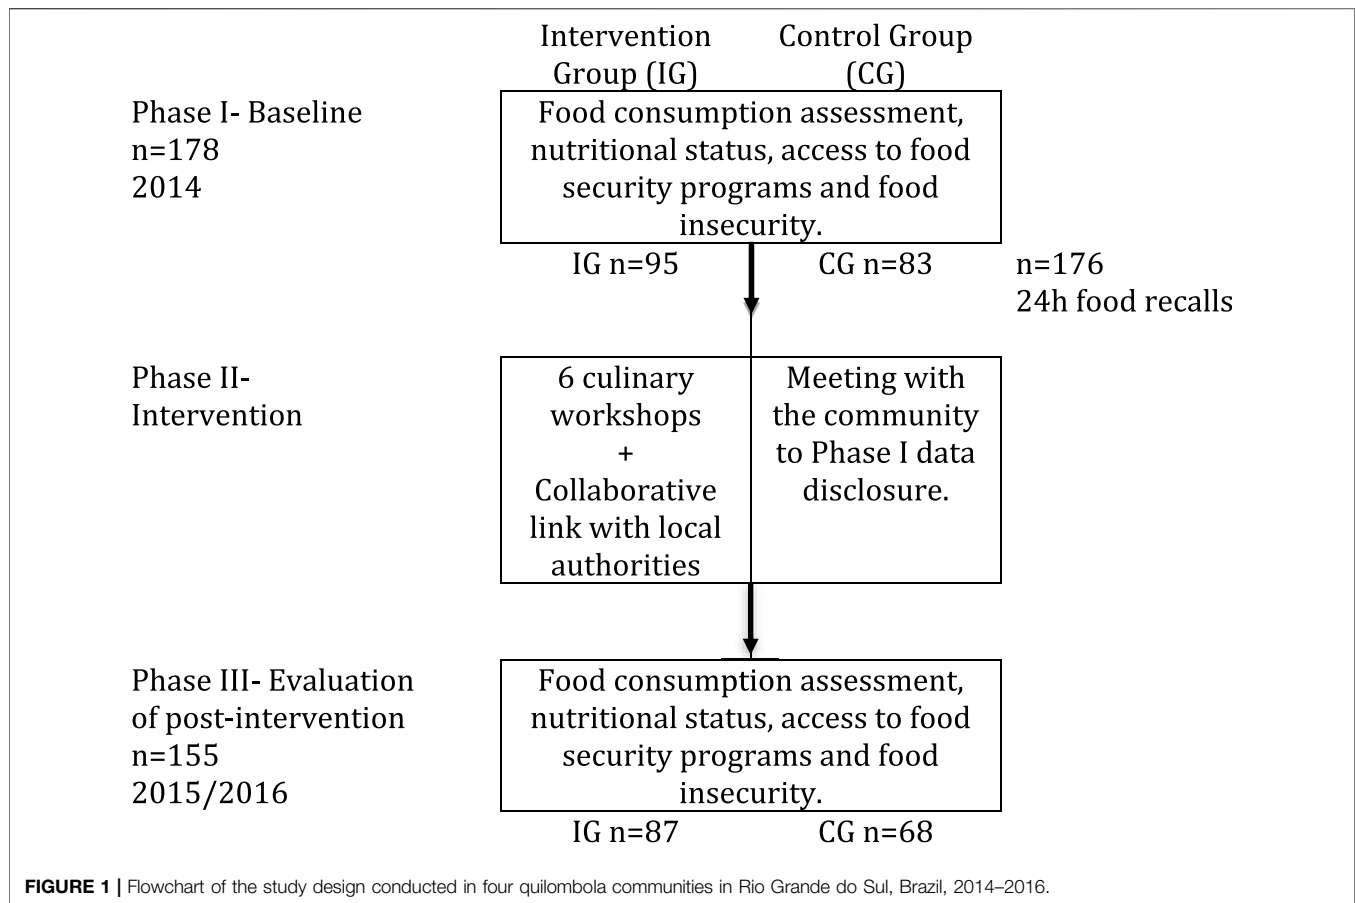 Intervention
Group (IG)
Control Group
(CG)
Phase I- Baseline
n=178
2014
Food consumption assessment,
nutritional status, access to food
security programs and food
insecurity.
IG n=95
CG n=83
n=176
24h food recalls
Phase II-
Intervention
6 culinary
workshops
+
Collaborative
link with local
authorities
Meeting with
the community
to Phase I data
disclosure.
Phase III- Evaluation
of post-intervention
n=155
2015/2016
Food consumption assessment,
nutritional status, access to food
security programs and food
insecurity.
IG n=87
CG n=68
FIGURE 1 | Flowchart of the study design conducted in four quilombola communities in Rio Grande do Sul, Brazil, 2014–2016.